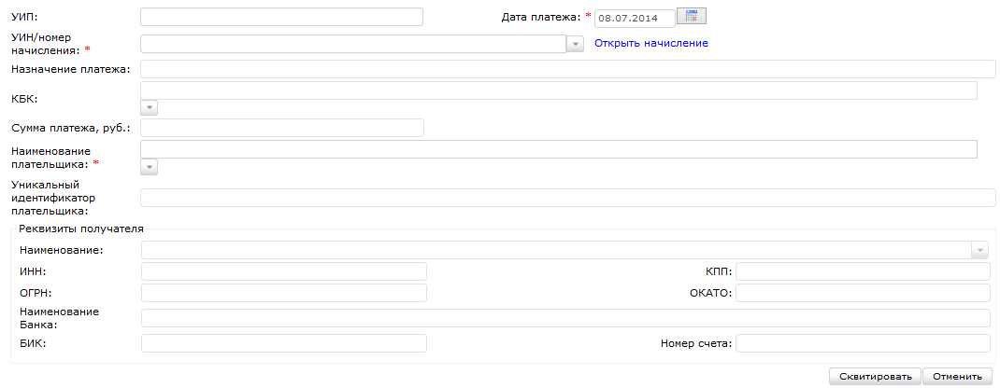 УИП: Дата платежа: * 08.07.2014
УИН/номер
начисления: * Открыть начисление
Назначение платежа:
КБК:
Сумма платежа, руб.:
Наименование
плательщика: *
Уникальный
идентификатор
плательщика:
Реквизиты получателя
Наименование:
ИНН: КПП:
ОГРН: ОКАТО:
Наименование
Банка:
БИК: Номер счета:
Сквитировать Отменить